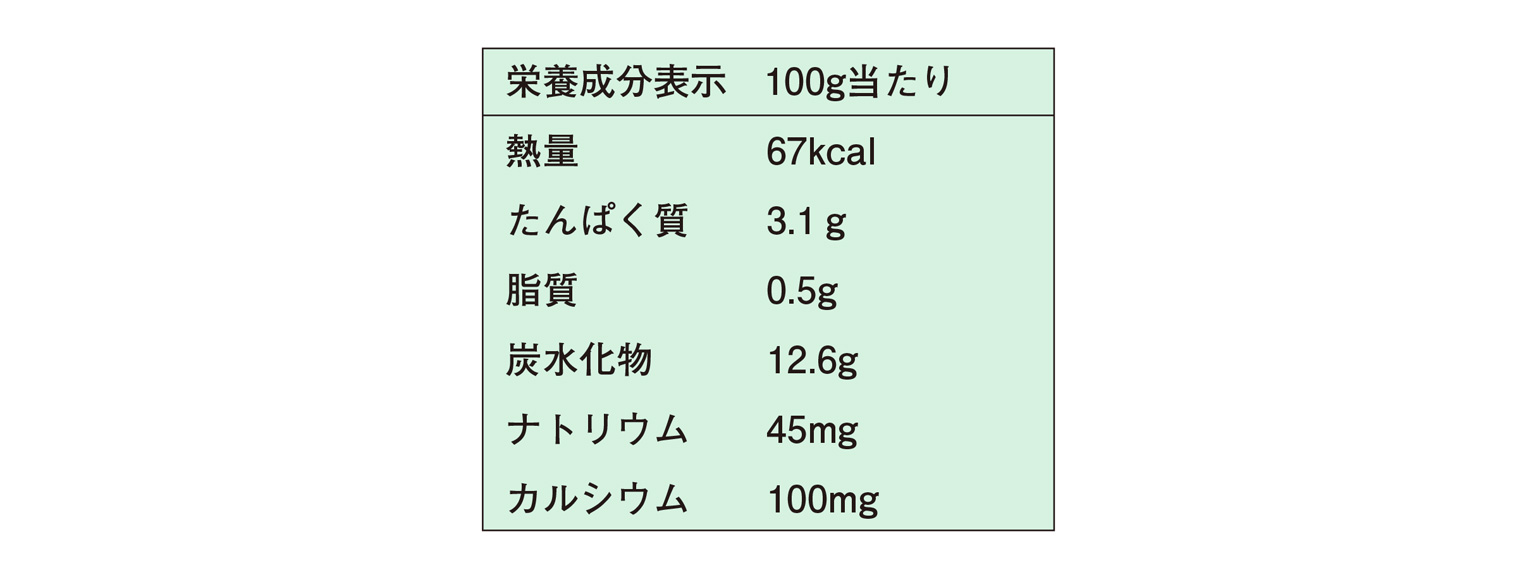 栄養成分表示　100g当たり
熱量　67kcal
たんぱく質　3.1 g
脂質　0.5g
炭水化物　12.6g
ナトリウム　45mg
カルシウム　100mg